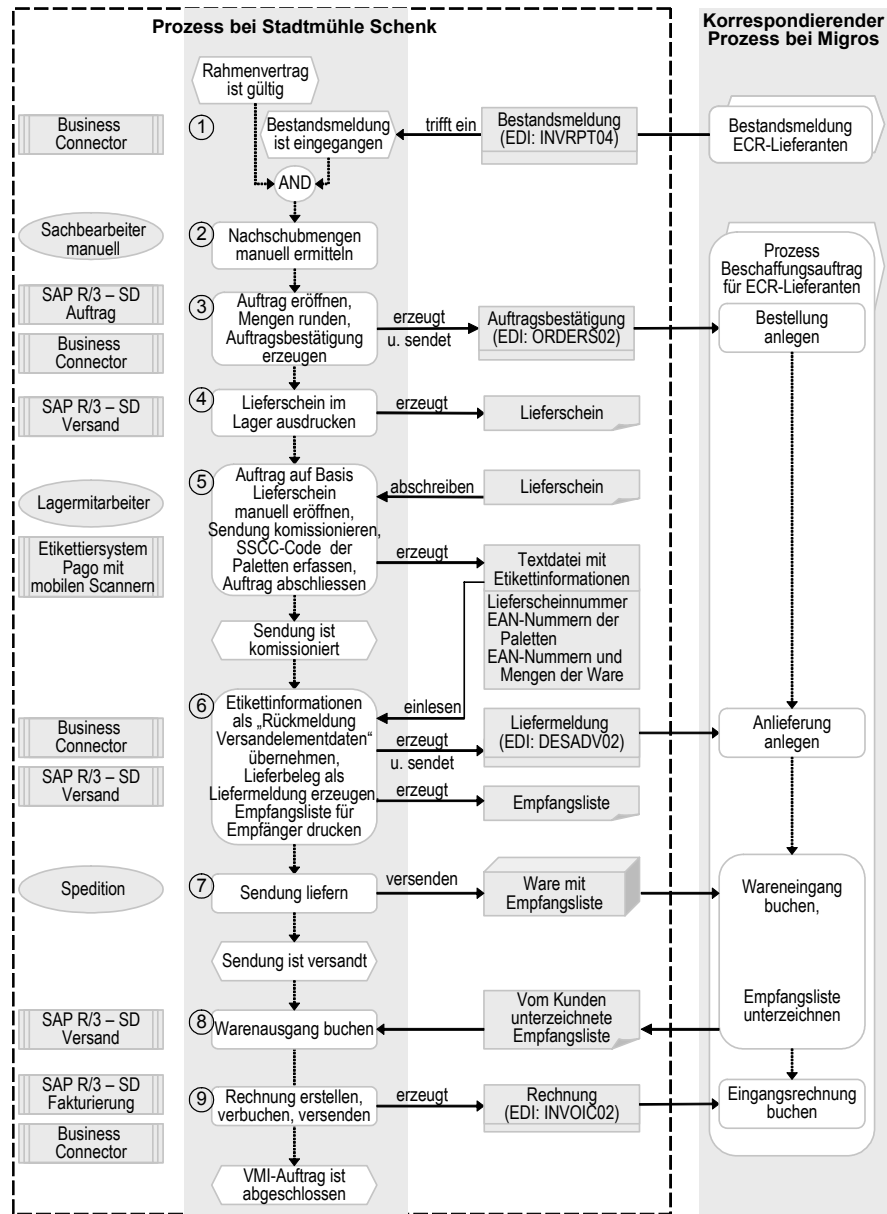 Prozess bei Stadtmühle Schenk
Korrespondierender
Prozess bei Migros
Rahmenvertrag
ist gültig
Business
Connector
1
Bestandsmeldung
ist eingegangen
trifft ein
Bestandsmeldung
(EDI: INVRPT04)
Bestandsmeldung
ECR-Lieferanten
AND
Sachbearbeiter
manuell
2
Nachschubmengen
manuell ermitteln
Prozess
Beschaffungsauftrag
für ECR-Lieferanten
SAP R/3 – SD
Auftrag
Business
Connector
3
Auftrag eröffnen,
Mengen runden,
Auftragsbestätigung
erzeugen
erzeugt
u. sendet
Auftragsbestätigung
(EDI: ORDERS02)
Bestellung
anlegen
SAP R/3 – SD
Versand
4
Lieferschein im
Lager ausdrucken
erzeugt
Lieferschein
Lagermitarbeiter
Etikettiersystem
Pago mit
mobilen Scannern
5
Auftrag auf Basis
Lieferschein
manuell eröffnen,
Sendung komissionieren,
SSCC-Code der
Paletten erfassen,
Auftrag abschliessen
abschreiben
Lieferschein
erzeugt
Textdatei mit
Etikettinformationen
Lieferscheinnummer
EAN-Nummern der
Paletten
EAN-Nummern und
Mengen der Ware
Sendung ist
komissioniert
Business
Connector
SAP R/3 – SD
Versand
6
Etikettinformationen
als „Rückmeldung
Versandelementdaten“
übernehmen,
Lieferbeleg als
Liefermeldung erzeugen
Empfangsliste für
Empfänger drucken
einlesen
erzeugt
u. sendet
Liefermeldung
(EDI: DESADV02)
Anlieferung
anlegen
erzeugt
Empfangsliste
Spedition
7
Sendung liefern
versenden
Ware mit
Empfangsliste
Wareneingang
buchen,
Sendung ist versandt
SAP R/3 – SD
Versand
8
Warenausgang buchen
Vom Kunden
unterzeichnete
Empfangsliste
Empfangsliste
unterzeichnen
SAP R/3 – SD
Fakturierung
Business
Connector
9
Rechnung erstellen,
verbuchen, versenden
erzeugt
Rechnung
(EDI: INVOIC02)
Eingangsrechnung
buchen
VMI-Auftrag ist
abgeschlossen